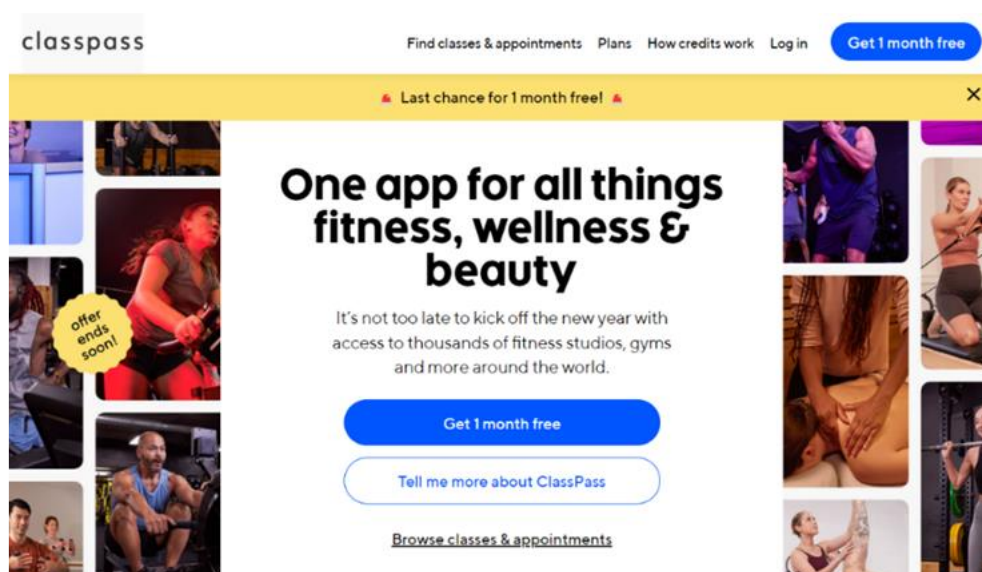 classpass
Find classes & appointments Plans How credits work Log in Get 1 month free
🚨 Last chance for 1 month free! 🚨
One app for all things
fitness, wellness &
beauty
It's not too late to kick off the new year with
access to thousands of fitness studios, gyms
and more around the world.
offer
ends
soon!
Get 1 month free
Tell me more about ClassPass
Browse classes & appointments